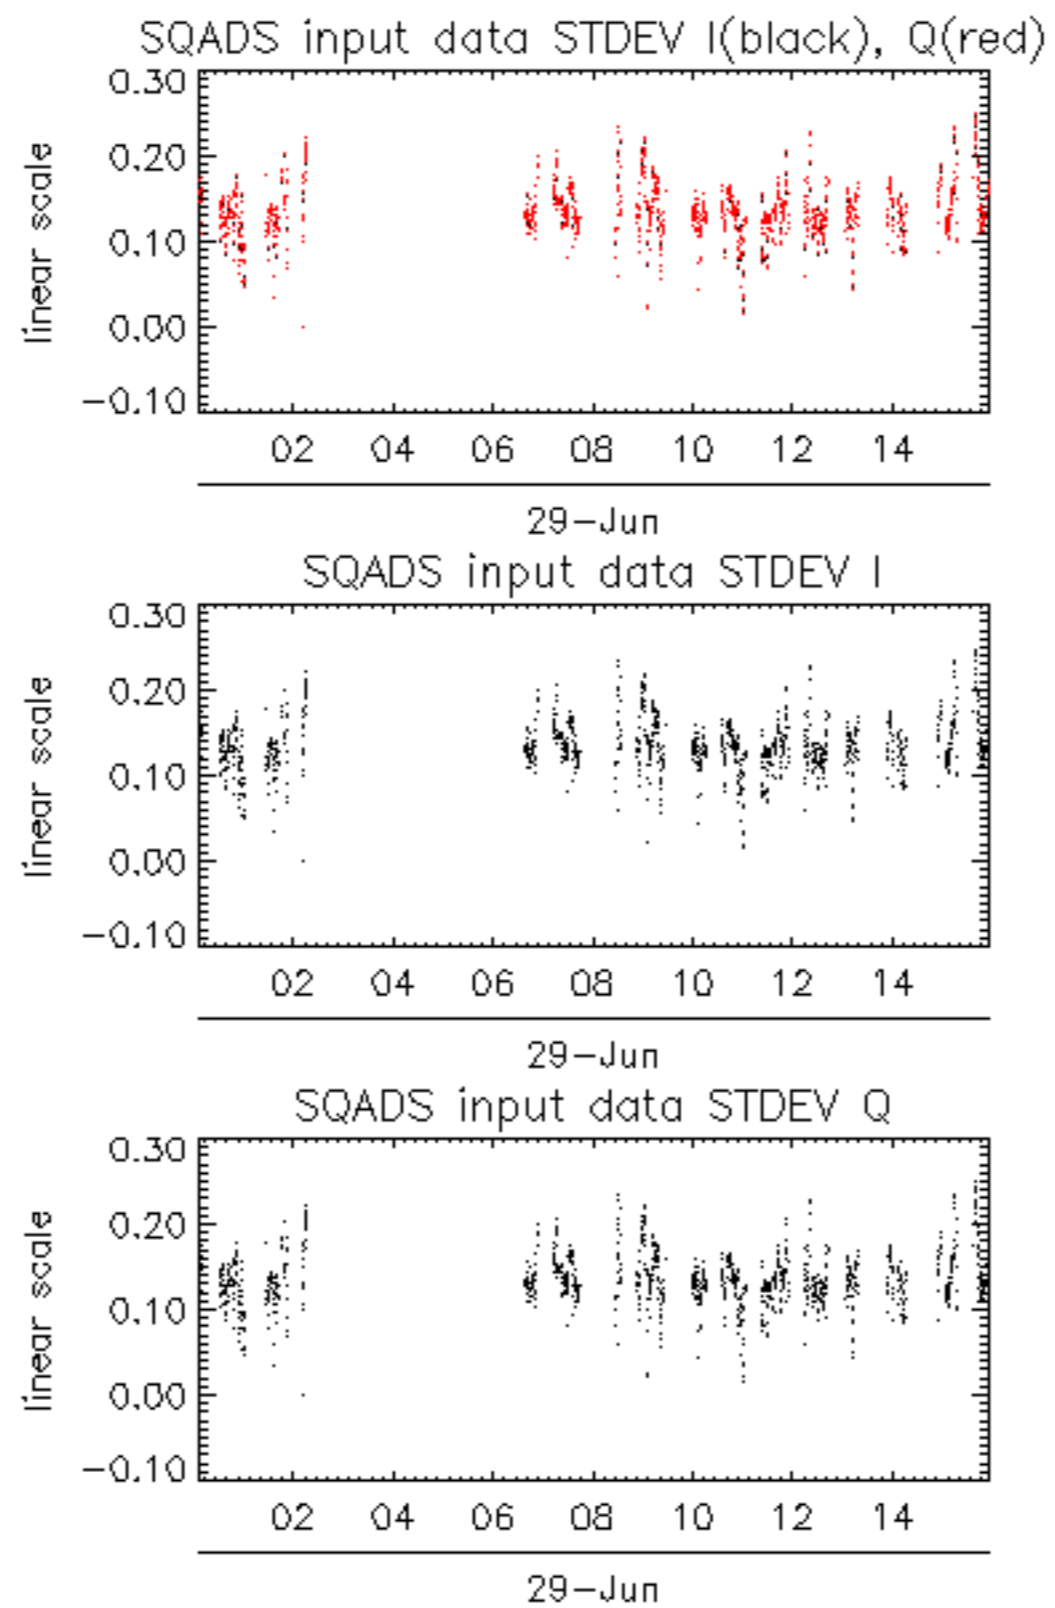 SQADS input data STDEV I(black), Q(red)
0.30
0.20
0.10
0.00
-0.10
linear scale
02 04 06 08 10 12 14
29-Jun
SQADS input data STDEV I
0.30
0.20
0.10
0.00
-0.10
linear scale
02 04 06 08 10 12 14
29-Jun
SQADS input data STDEV Q
0.30
0.20
0.10
0.00
-0.10
linear scale
02 04 06 08 10 12 14
29-Jun